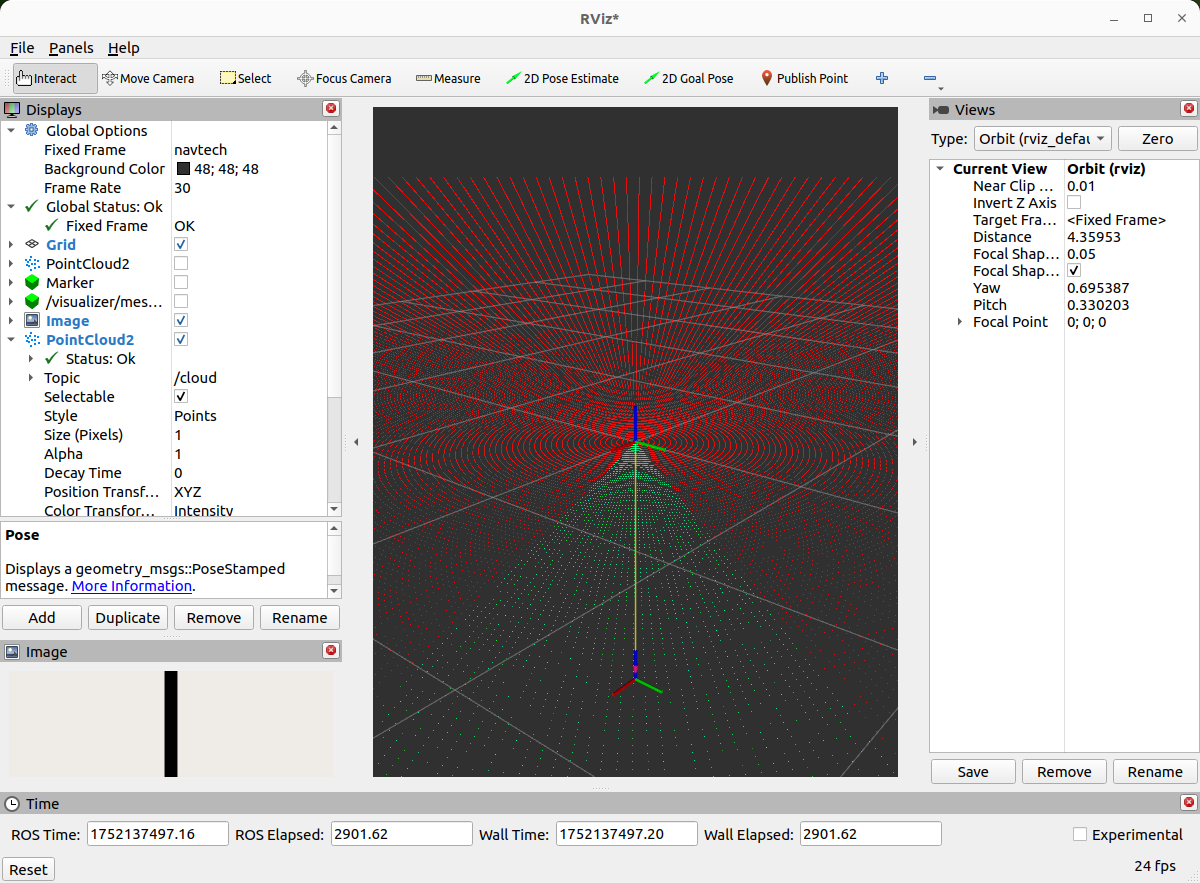 RViz*
File Panels Help
Interact Move Camera Select Focus Camera Measure 2D Pose Estimate 2D Goal Pose Publish Point
Displays
Global Options
Fixed Frame navtech
Background Color 48; 48; 48
Frame Rate 30
Global Status: Ok
Fixed Frame OK
Grid
PointCloud2
Marker
/visualizer/mes...
Image
PointCloud2
Status: Ok
Topic /cloud
Selectable
Style Points
Size (Pixels) 1
Alpha 1
Decay Time 0
Position Transf... XYZ
Color Transfor... Intensity
Pose
Displays a geometry_msgs::PoseStamped
message. More Information.
Add Duplicate Remove Rename
Image
Views
Type: Orbit (rviz_defau Zero
Current View Orbit (rviz)
Near Clip ... 0.01
Invert Z Axis
Target Fra... <Fixed Frame>
Distance 4.35953
Focal Shap... 0.05
Focal Shap...
Yaw 0.695387
Pitch 0.330203
Focal Point 0; 0; 0
Save Remove Rename
Time
ROS Time: 1752137497.16 ROS Elapsed: 2901.62 Wall Time: 1752137497.20 Wall Elapsed: 2901.62 Experimental
Reset 24 fps